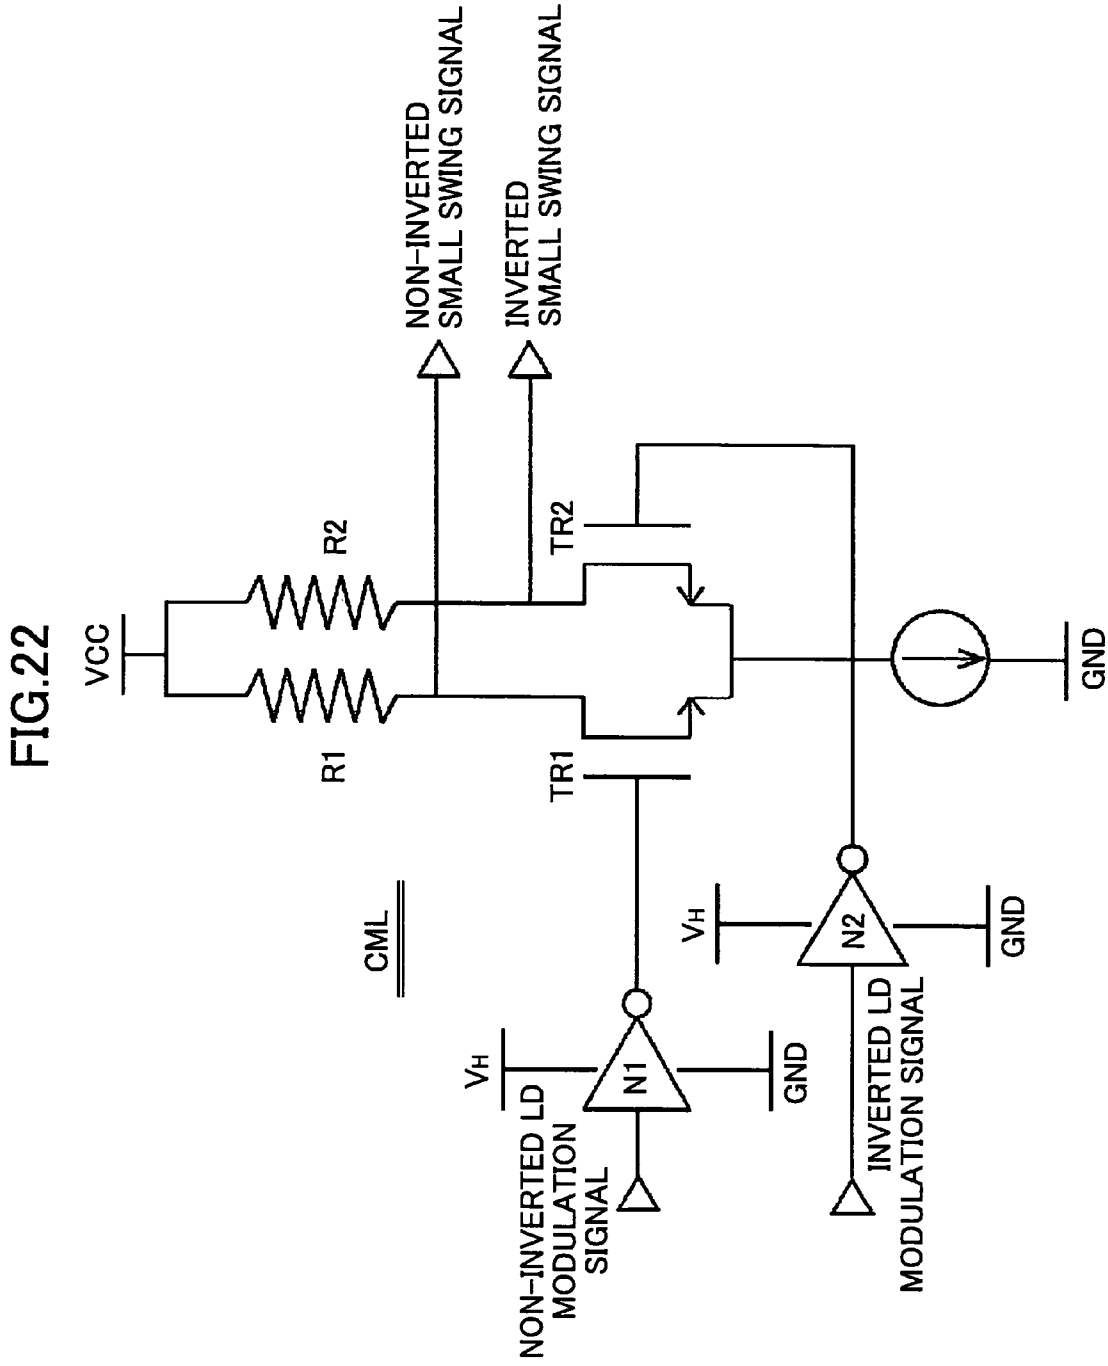 FIG.22
VCC
R1
R2
NON-INVERTED
SMALL SWING SIGNAL
INVERTED
SMALL SWING SIGNAL
CML
TR1
TR2
VH
N1
GND
NON-INVERTED LD
MODULATION
SIGNAL
VH
N2
GND
INVERTED LD
MODULATION SIGNAL
GND